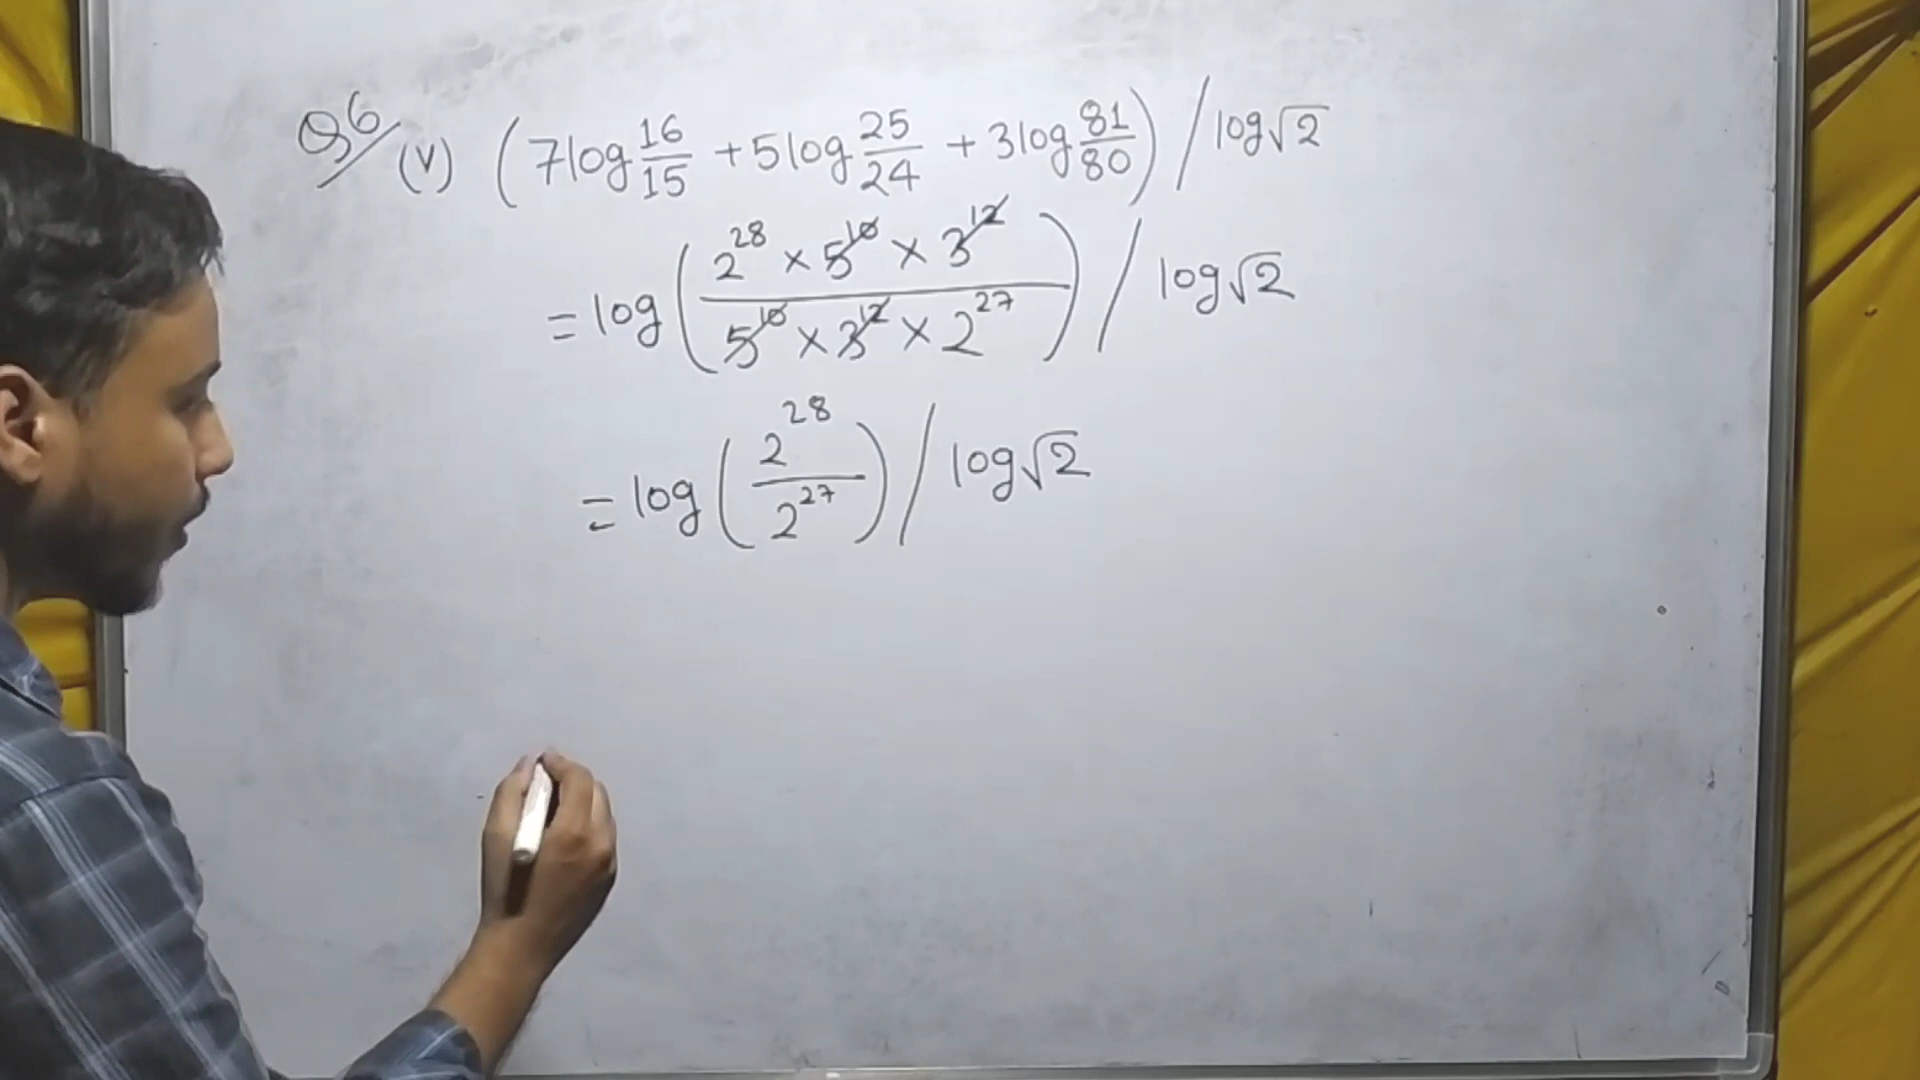 Q6/ (v) (7log 16/15 + 5log 25/24 + 3log 81/80) / log√2
= log (2^28 × 5^10 × 3^12 / 5^10 × 3^12 × 2^27) / log√2
= log (2^28 / 2^27) / log√2